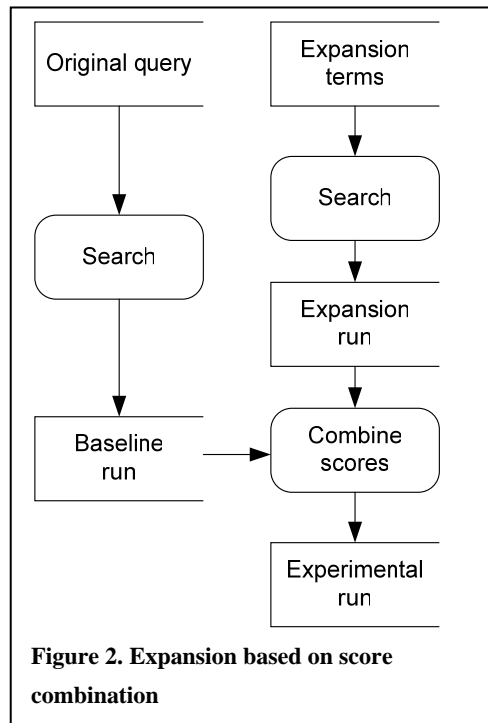 Original query
Expansion
terms
Search
Search
Expansion
run
Baseline
run
Combine
scores
Experimental
run
Figure 2. Expansion based on score
combination